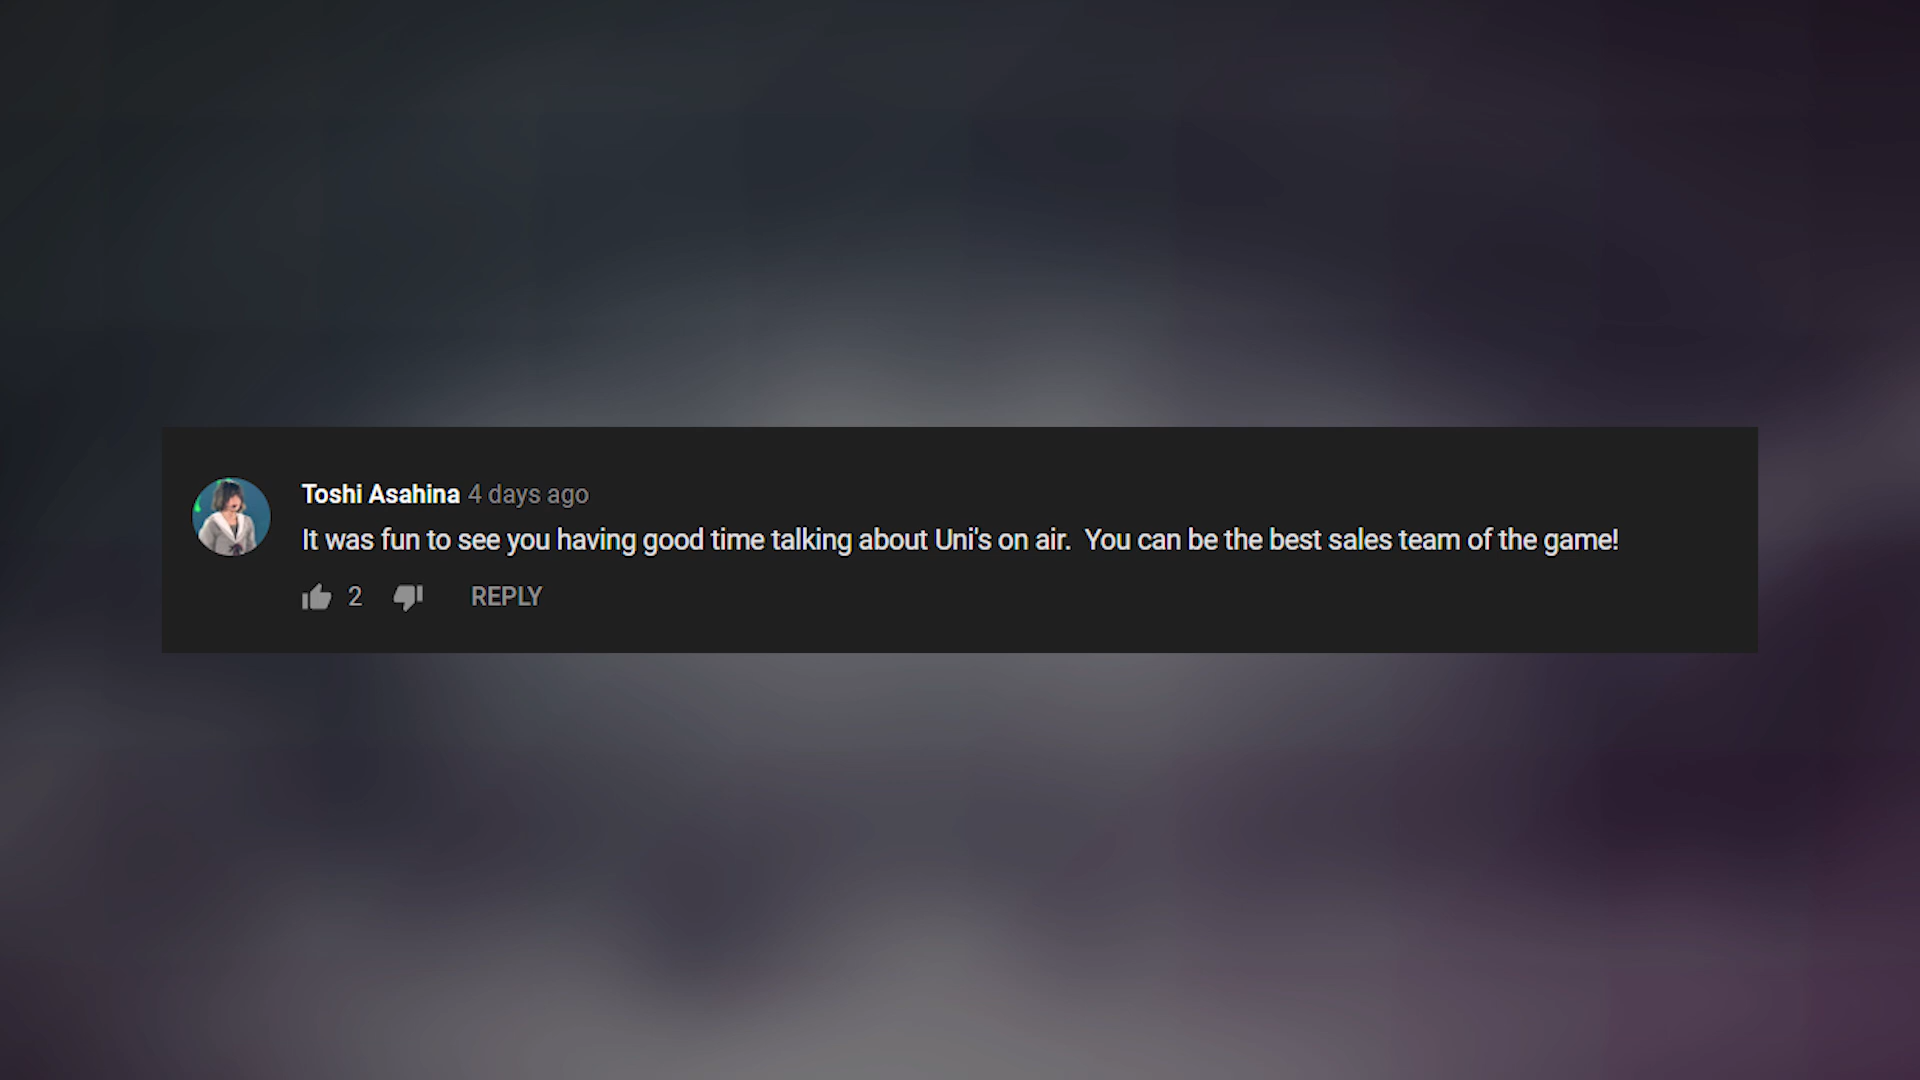 Toshi Asahina 4 days ago
It was fun to see you having good time talking about Uni's on air.  You can be the best sales team of the game!
2 REPLY